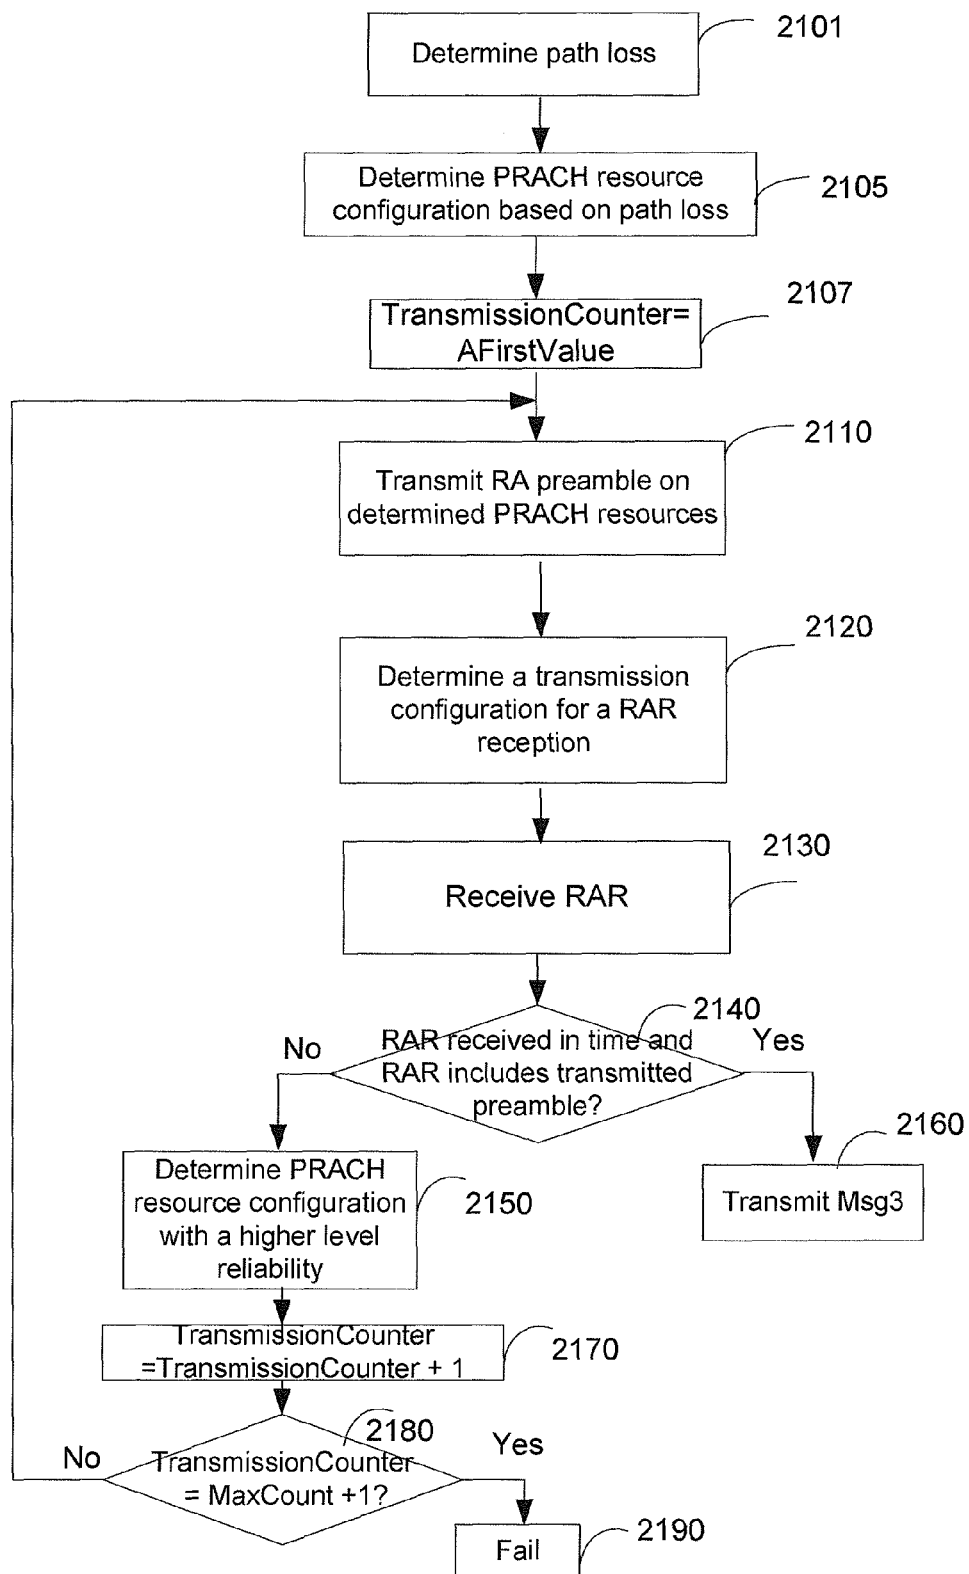 2101
Determine path loss
Determine PRACH resource
configuration based on path loss
2105
2107
TransmissionCounter=
AFirstValue
2110
Transmit RA preamble on
determined PRACH resources
2120
Determine a transmission
configuration for a RAR
reception
2130
Receive RAR
2140
No
RAR received in time and
RAR includes transmitted
preamble?
Yes
2160
Transmit Msg3
Determine PRACH
resource configuration
with a higher level
reliability
2150
TransmissionCounter
=TransmissionCounter + 1
2170
2180
No
TransmissionCounter
= MaxCount +1?
Yes
Fail
2190